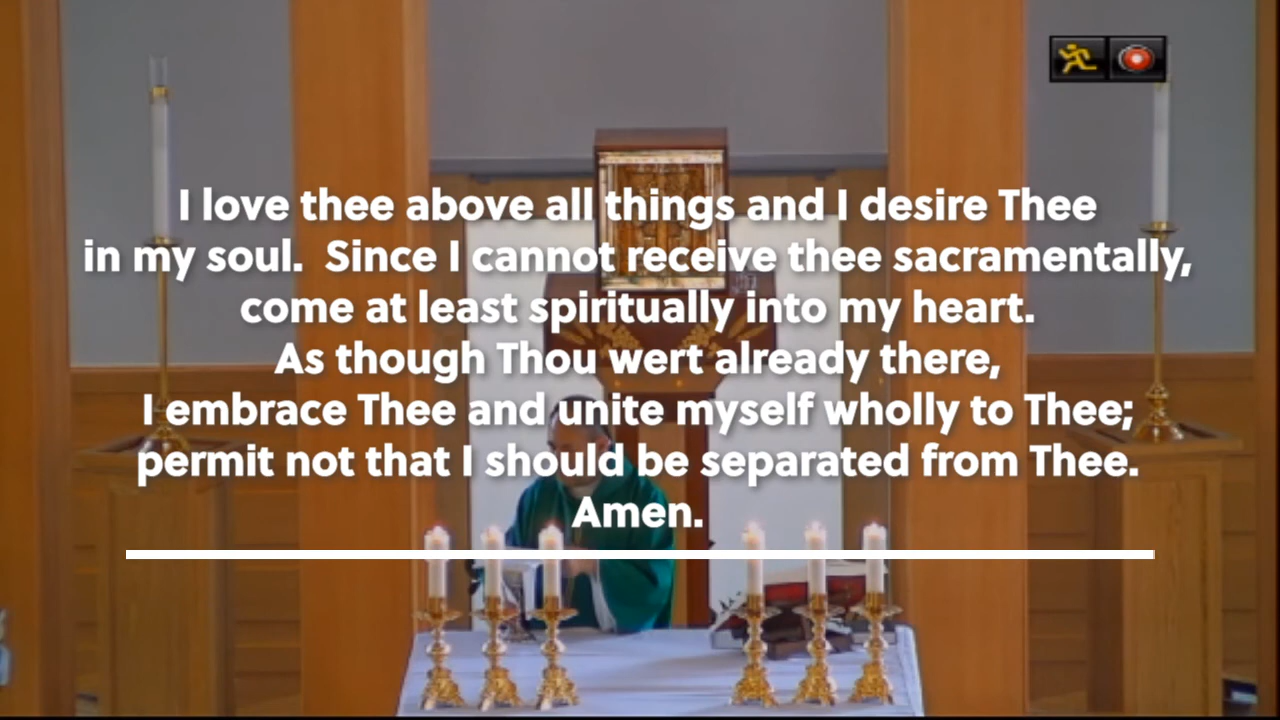 I love thee above all things and I desire Thee
in my soul.  Since I cannot receive thee sacramentally,
come at least spiritually into my heart.
As though Thou wert already there,
I embrace Thee and unite myself wholly to Thee;
permit not that I should be separated from Thee.
Amen.